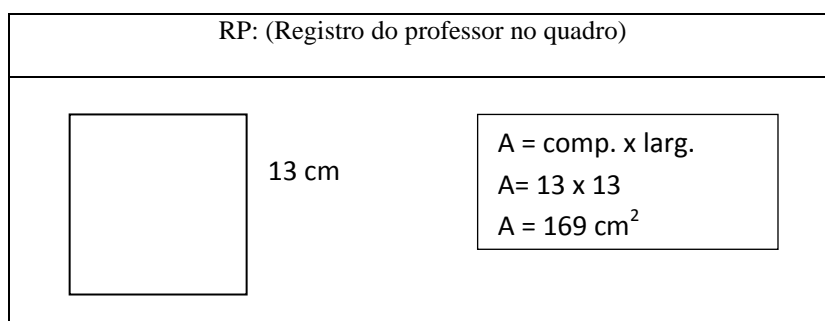 RP: (Registro do professor no quadro)
13 cm
A = comp. x larg.
A= 13 x 13
A = 169 cm²